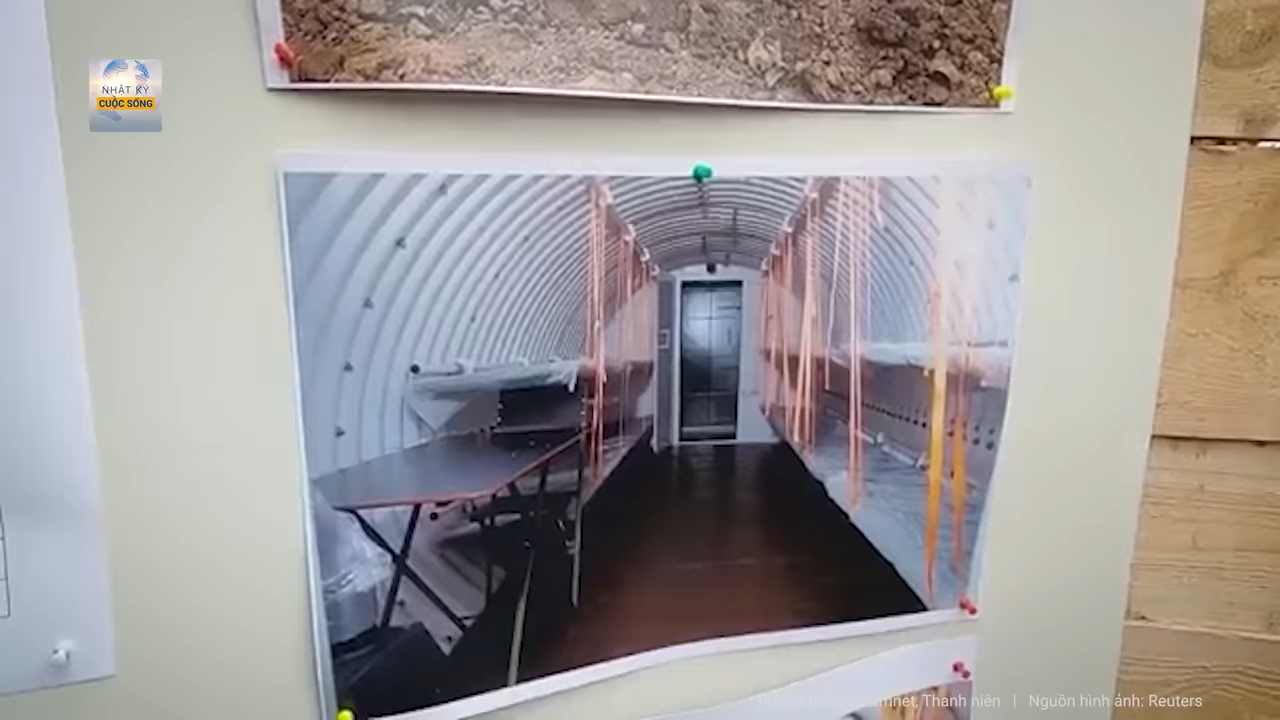 NHẬT KÝ
CUỘC SỐNG
Thanh niên | Nguồn hình ảnh: Reuters